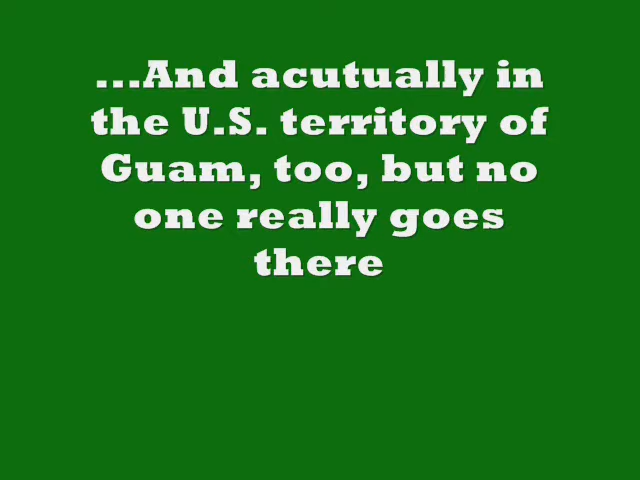 ...And acutually in
the U.S. territory of
Guam, too, but no
one really goes
there